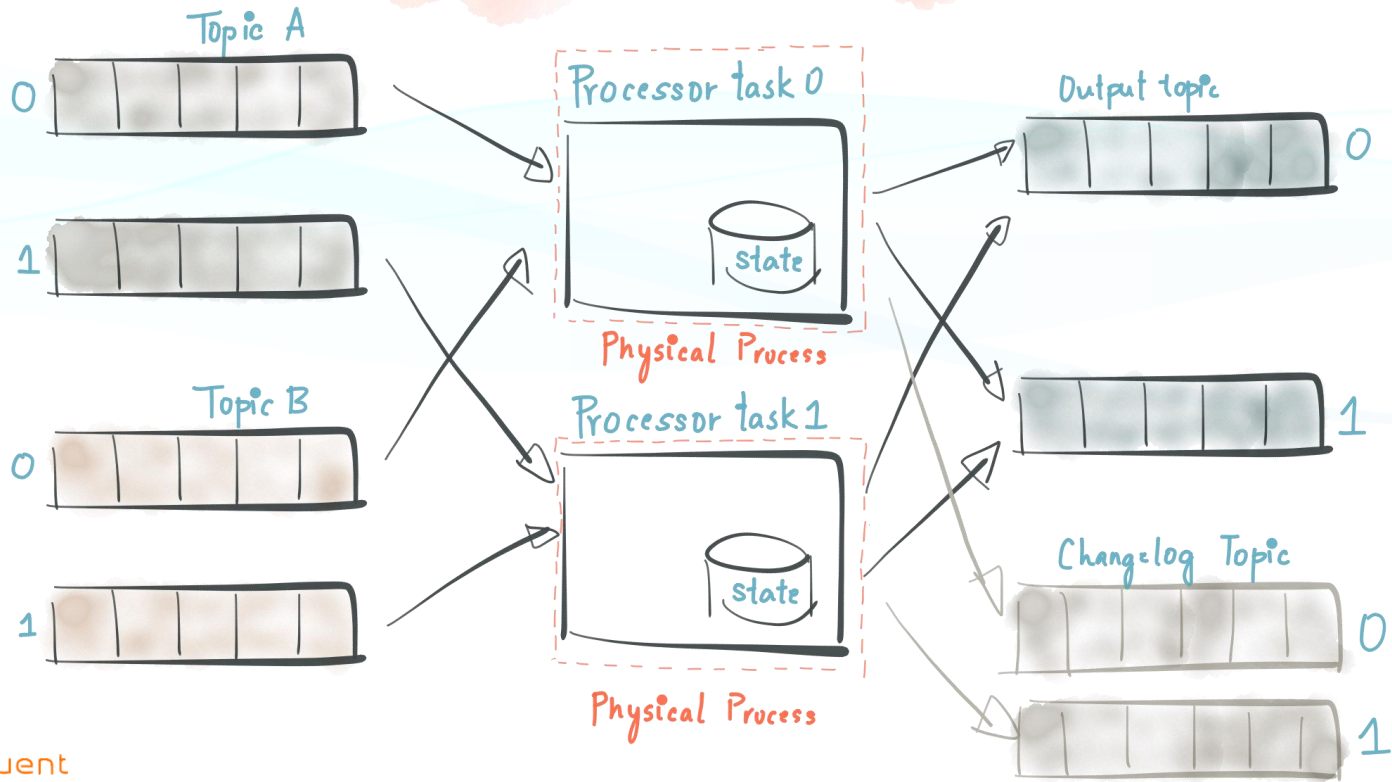 Topic A
0
1
Topic B
0
1
Processor task 0
state
Physical Process
Processor task 1
state
Physical Process
Output topic
0
1
Changelog Topic
0
1
uent